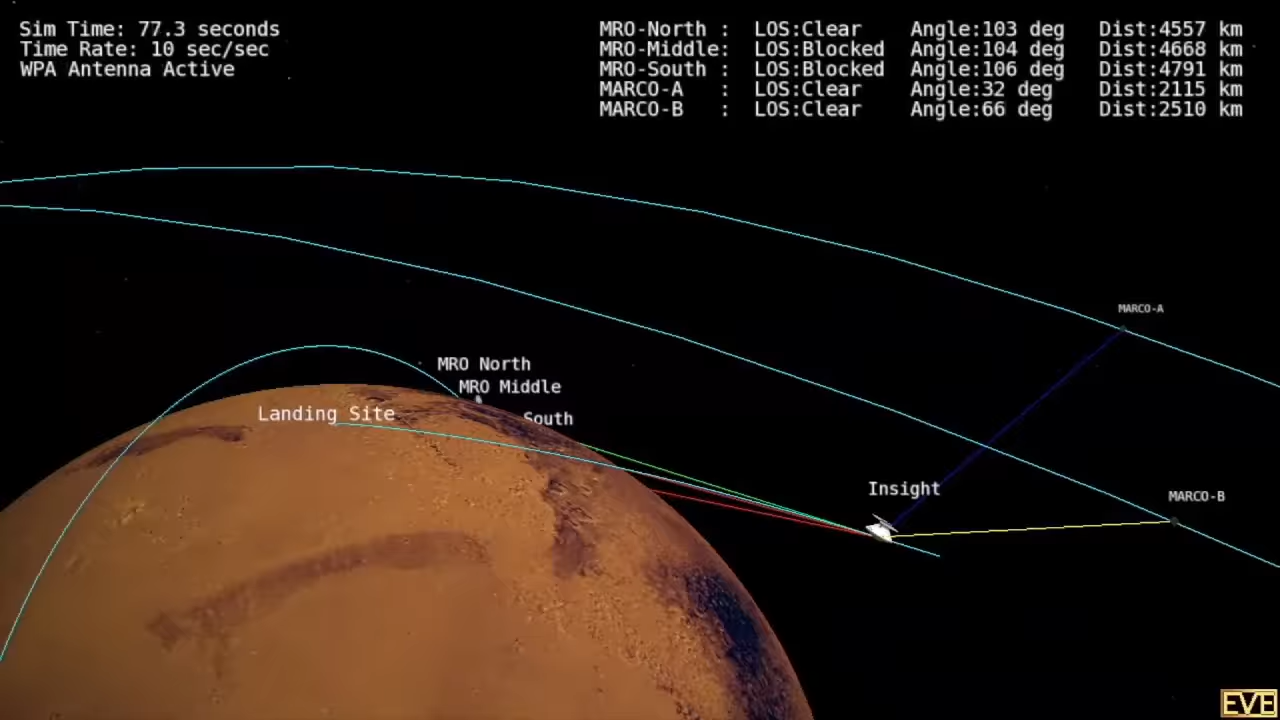 Sim Time: 77.3 seconds
Time Rate: 10 sec/sec
WPA Antenna Active
MRO-North : LOS:Clear Angle:103 deg Dist:4557 km
MRO-Middle: LOS:Blocked Angle:104 deg Dist:4668 km
MRO-South : LOS:Blocked Angle:106 deg Dist:4791 km
MARCO-A : LOS:Clear Angle:32 deg Dist:2115 km
MARCO-B : LOS:Clear Angle:66 deg Dist:2510 km
MARCO-A
MRO North
MRO Middle
Landing Site
South
Insight
MARCO-B
EVE